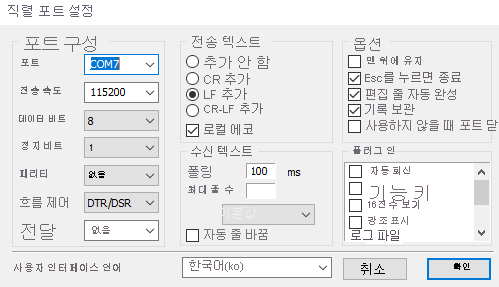 직렬 포트 설정
포트 구성
포트 COM7
전송 속도 115200
데이터 비트 8
정지 비트 1
패리티 없음
흐름 제어 DTR/DSR
전달 없음
전송 텍스트
추가 안 함
CR 추가
LF 추가
CR-LF 추가
로컬 에코
수신 텍스트
폴링 100 ms
최대 줄 수
기본값
자동 줄 바꿈
옵션
맨 위에 유지
Esc를 누르면 종료
편집 줄 자동 완성
기록 보관
사용하지 않을 때 포트 닫
플러그 인
자동 회신
기능 키
16진수 보기
강조 표시
로그 파일
사용자 인터페이스 언어 한국어(ko)
취소
확인